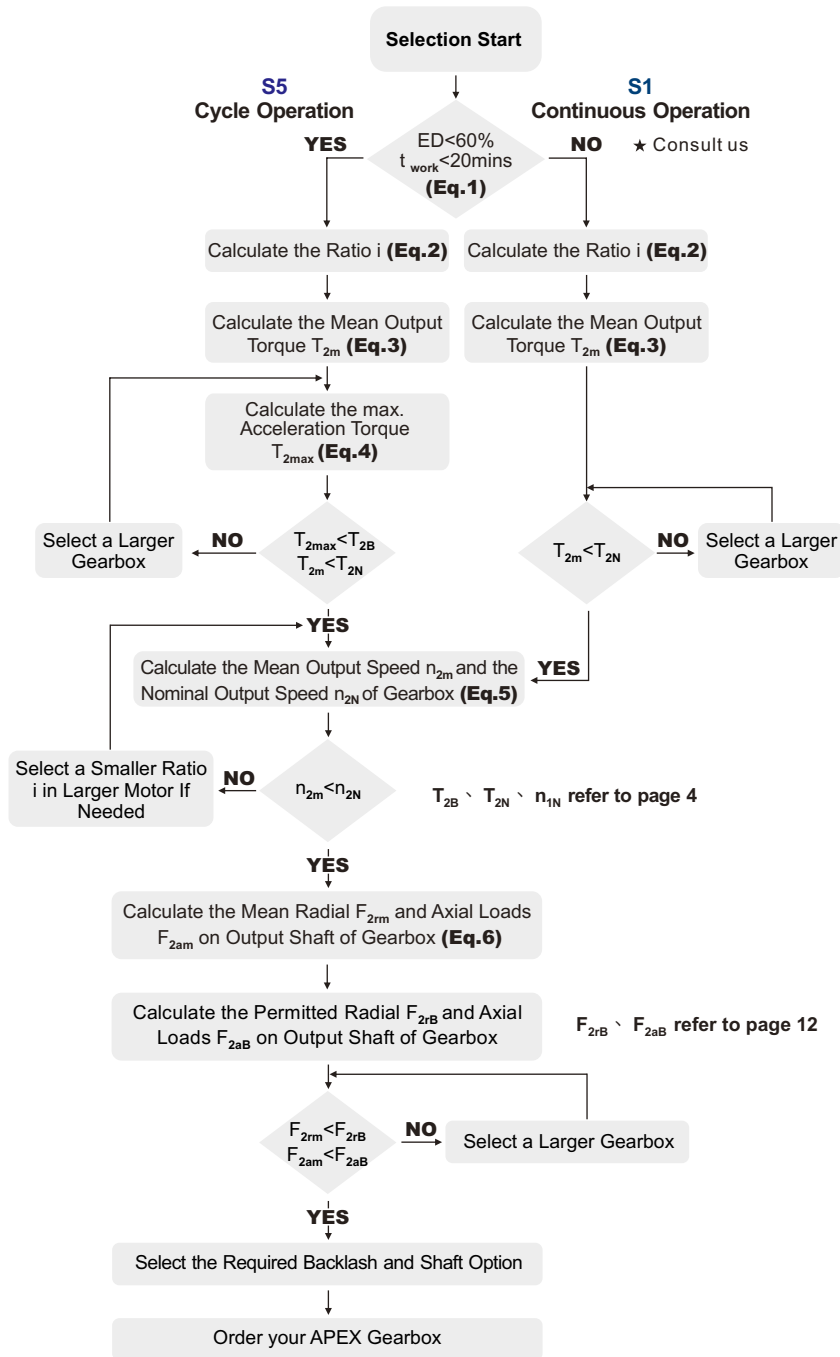 Selection Start
S5
Cycle Operation
S1
Continuous Operation
YES
ED<60%
t work<20mins
(Eq.1)
NO
★ Consult us
Calculate the Ratio i (Eq.2)
Calculate the Ratio i (Eq.2)
Calculate the Mean Output
Torque T2m (Eq.3)
Calculate the Mean Output
Torque T2m (Eq.3)
Calculate the max.
Acceleration Torque
T2max (Eq.4)
Select a Larger
Gearbox
NO
T2max<T2B
T2m<T2N
T2m<T2N
NO
Select a Larger
Gearbox
YES
Calculate the Mean Output Speed n2m and the
Nominal Output Speed n2N of Gearbox (Eq.5)
YES
Select a Smaller Ratio
i in Larger Motor If
Needed
NO
n2m<n2N
T2B、 T2N、 n1N refer to page 4
YES
Calculate the Mean Radial F2rm and Axial Loads
F2am on Output Shaft of Gearbox (Eq.6)
Calculate the Permitted Radial F2rB and Axial
Loads F2aB on Output Shaft of Gearbox
F2rB、 F2aB refer to page 12
F2rm<F2rB
F2am<F2aB
NO
Select a Larger Gearbox
YES
Select the Required Backlash and Shaft Option
Order your APEX Gearbox